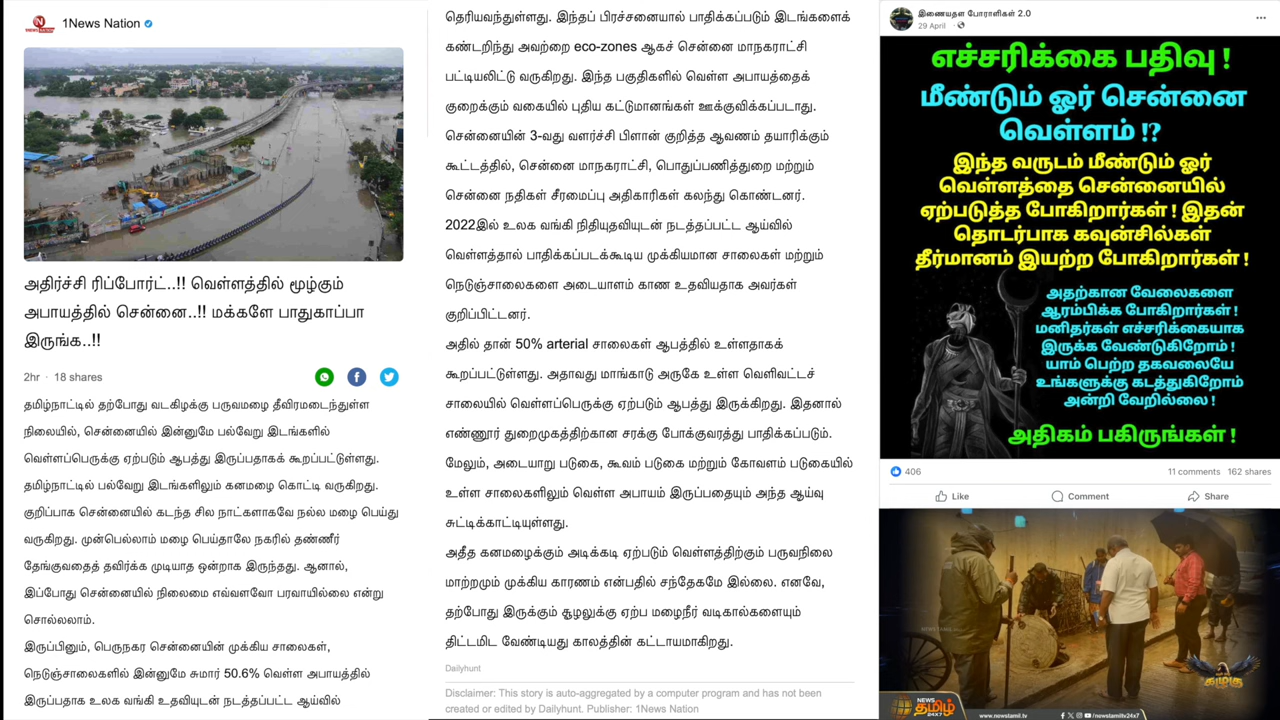 1News Nation
N
NEWS NATION
அதிர்ச்சி ரிப்போர்ட்..!! வெள்ளத்தில் மூழ்கும்
அபாயத்தில் சென்னை..!! மக்களே பாதுகாப்பா
இருங்க..!!
2hr · 18 shares
தமிழ்நாட்டில் தற்போது வடகிழக்கு பருவமழை தீவிரமடைந்துள்ள
நிலையில், சென்னையில் இன்னுமே பல்வேறு இடங்களில்
வெள்ளப்பெருக்கு ஏற்படும் ஆபத்து இருப்பதாகக் கூறப்பட்டுள்ளது.
தமிழ்நாட்டில் பல்வேறு இடங்களிலும் கனமழை கொட்டி வருகிறது.
குறிப்பாக சென்னையில் கடந்த சில நாட்களாகவே நல்ல மழை பெய்து
வருகிறது. முன்பெல்லாம் மழை பெய்தாலே நகரில் தண்ணீர்
தேங்குவதைத் தவிர்க்க முடியாத ஒன்றாக இருந்தது. ஆனால்,
இப்போது சென்னையில் நிலைமை எவ்வளவோ பரவாயில்லை என்று
சொல்லலாம்.
இருப்பினும், பெருநகர சென்னையின் முக்கிய சாலைகள்,
நெடுஞ்சாலைகளில் இன்னுமே சுமார் 50.6% வெள்ள அபாயத்தில்
இருப்பதாக உலக வங்கி உதவியுடன் நடத்தப்பட்ட ஆய்வில்
தெரியவந்துள்ளது. இந்தப் பிரச்சனையால் பாதிக்கப்படும் இடங்களைக்
கண்டறிந்து அவற்றை eco-zones ஆகச் சென்னை மாநகராட்சி
பட்டியலிட்டு வருகிறது. இந்த பகுதிகளில் வெள்ள அபாயத்தைக்
குறைக்கும் வகையில் புதிய கட்டுமானங்கள் ஊக்குவிக்கப்படாது.
சென்னையின் 3-வது வளர்ச்சி பிளான் குறித்த ஆவணம் தயாரிக்கும்
கூட்டத்தில், சென்னை மாநகராட்சி, பொதுப்பணித்துறை மற்றும்
சென்னை நதிகள் சீரமைப்பு அதிகாரிகள் கலந்து கொண்டனர்.
2022இல் உலக வங்கி நிதியுதவியுடன் நடத்தப்பட்ட ஆய்வில்
வெள்ளத்தால் பாதிக்கப்படக்கூடிய முக்கியமான சாலைகள் மற்றும்
நெடுஞ்சாலைகளை அடையாளம் காண உதவியதாக அவர்கள்
குறிப்பிட்டனர்.
அதில் தான் 50% arterial சாலைகள் ஆபத்தில் உள்ளதாகக்
கூறப்பட்டுள்ளது. அதாவது மாங்காடு அருகே உள்ள வெளிவட்டச்
சாலையில் வெள்ளப்பெருக்கு ஏற்படும் ஆபத்து இருக்கிறது. இதனால்
எண்ணூர் துறைமுகத்திற்கான சரக்கு போக்குவரத்து பாதிக்கப்படும்.
மேலும், அடையாறு படுகை, கூவம் படுகை மற்றும் கோவளம் படுகையில்
உள்ள சாலைகளிலும் வெள்ள அபாயம் இருப்பதையும் அந்த ஆய்வு
சுட்டிக்காட்டியுள்ளது.
அதீத கனமழைக்கும் அடிக்கடி ஏற்படும் வெள்ளத்திற்கும் பருவநிலை
மாற்றமும் முக்கிய காரணம் என்பதில் சந்தேகமே இல்லை. எனவே,
தற்போது இருக்கும் சூழலுக்கு ஏற்ப மழைநீர் வடிகால்களையும்
திட்டமிட வேண்டியது காலத்தின் கட்டாயமாகிறது.
Dailyhunt
Disclaimer: This story is auto-aggregated by a computer program and has not been
created or edited by Dailyhunt. Publisher: 1News Nation
இணையதள போராளிகள் 2.0
29 April ·
எச்சரிக்கை பதிவு !
மீண்டும் ஓர் சென்னை
வெள்ளம் !?
இந்த வருடம் மீண்டும் ஓர்
வெள்ளத்தை சென்னையில்
ஏற்படுத்த போகிறார்கள் ! இதன்
தொடர்பாக கவுன்சில்கள்
தீர்மானம் இயற்ற போகிறார்கள் !
அதற்கான வேலைகளை
ஆரம்பிக்க போகிறார்கள் !
மனிதர்கள் எச்சரிக்கையாக
இருக்க வேண்டுகிறோம் !
யாம் பெற்ற தகவலையே
உங்களுக்கு கடத்துகிறோம்
அன்றி வேறில்லை !
அதிகம் பகிருங்கள் !
406
11 comments 162 shares
Like Comment Share
கழுகு
NEWS
தமிழ்
24X7
www.newstamil.tv
/newstamiltv24x7